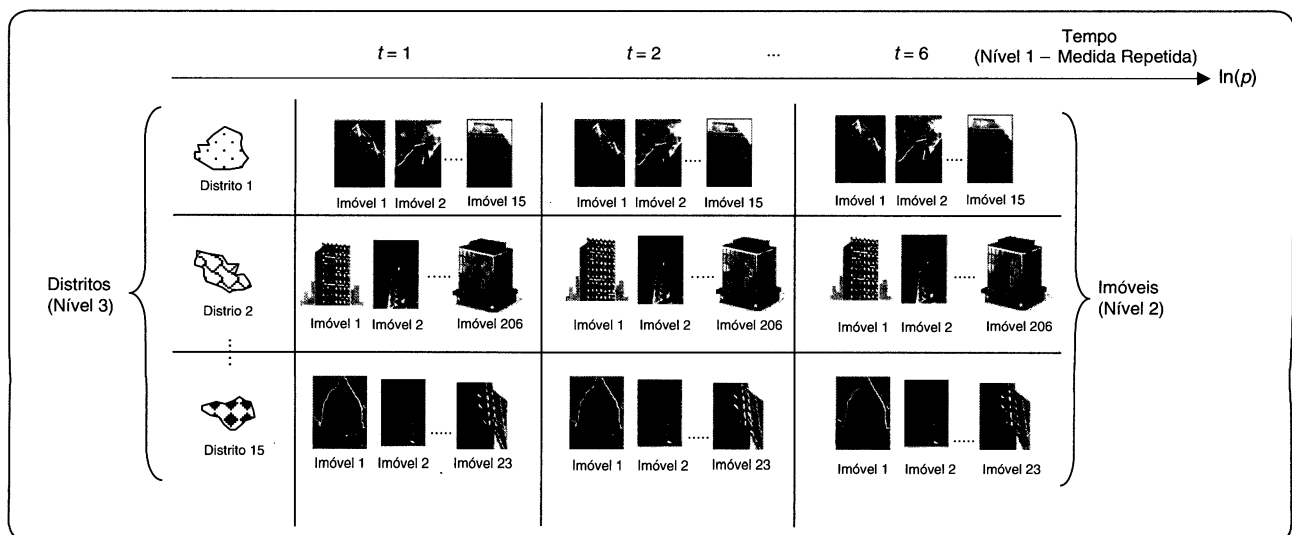 Tempo
t = 1 t = 2 ... t = 6 (Nível 1 – Medida Repetida)
ln(p)
Distrito 1
Imóvel 1 Imóvel 2 .... Imóvel 15
Imóvel 1 Imóvel 2 .... Imóvel 15
Imóvel 1 Imóvel 2 .... Imóvel 15
Distritos
(Nível 3)
Distrio 2
Imóvel 1 Imóvel 2 ..... Imóvel 206
Imóvel 1 Imóvel 2 ..... Imóvel 206
Imóvel 1 Imóvel 2 ..... Imóvel 206
Imóveis
(Nível 2)
Distrito 15
Imóvel 1 Imóvel 2 ..... Imóvel 23
Imóvel 1 Imóvel 2 ..... Imóvel 23
Imóvel 1 Imóvel 2 ..... Imóvel 23